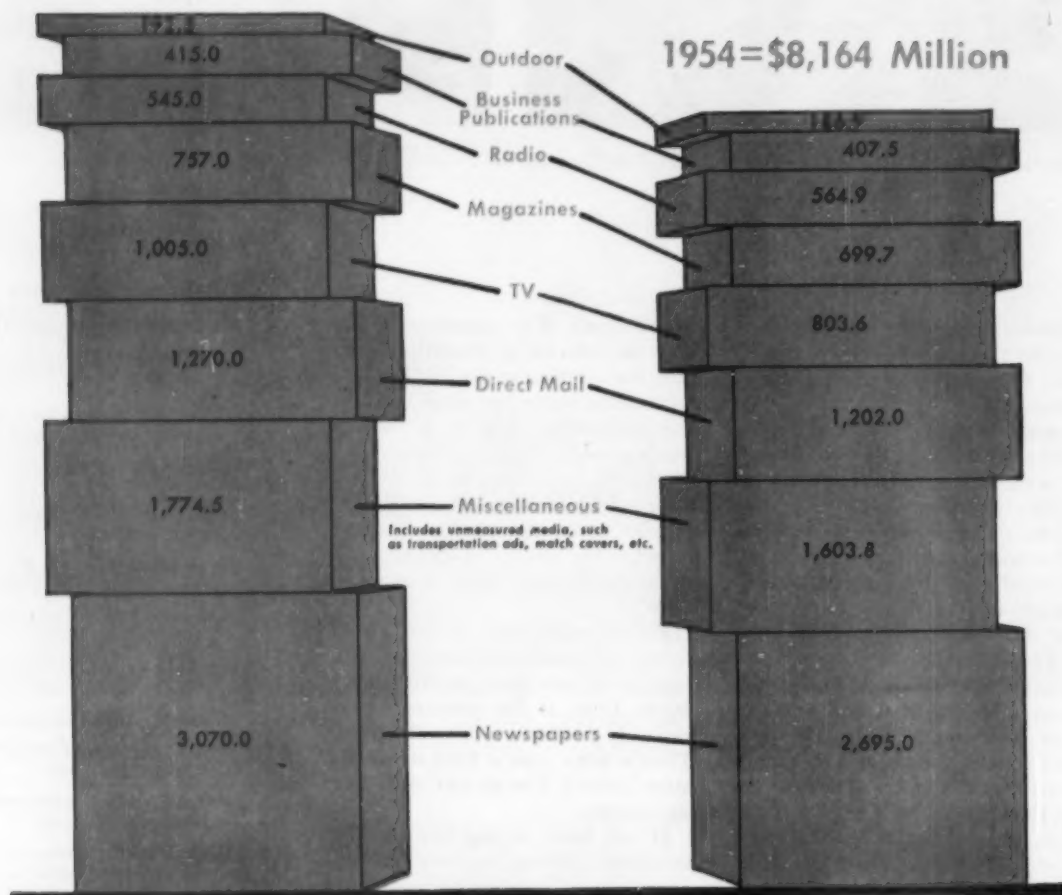 1954=$8,164 Million
415.0
Outdoor
545.0
Business
Publications
407.5
757.0
Radio
564.9
Magazines
1,005.0
699.7
TV
803.6
1,270.0
Direct Mail
1,202.0
1,774.5
Miscellaneous
Includes unmeasured media, such
as transportation ads, match covers, etc.
1,603.8
3,070.0
Newspapers
2,695.0